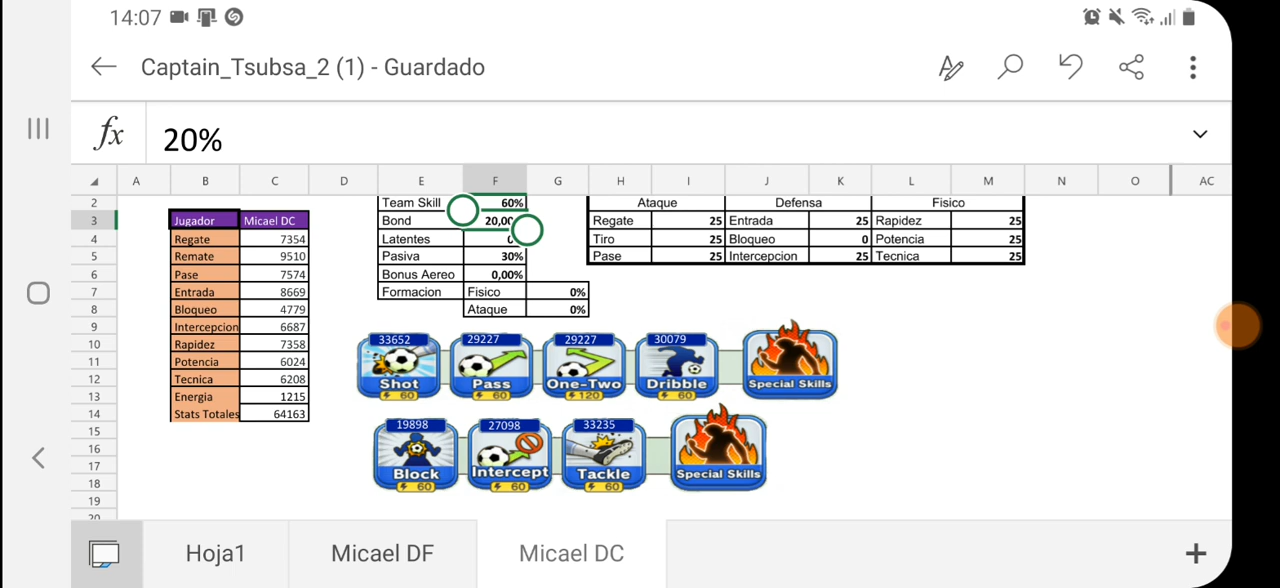 14:07
Captain_Tsubsa_2 (1) - Guardado
fx 20%
A B C D E F G H I J K L M N O AC
2 Team Skill 60% Ataque Defensa Fisico
3 Jugador Micael DC Bond 20,00 Regate 25 Entrada 25 Rapidez 25
4 Regate 7354 Latentes Tiro 25 Bloqueo 0 Potencia 25
5 Remate 9510 Pasiva 30% Pase 25 Intercepcion 25 Tecnica 25
6 Pase 7574 Bonus Aereo 0,00%
7 Entrada 8669 Formacion Fisico 0%
8 Bloqueo 4779 Ataque 0%
9 Intercepcion 6687
10 Rapidez 7358
11 Potencia 6024
12 Tecnica 6208
13 Energia 1215
14 Stats Totales 64163
15
16
17
18
19
20
33652 29227 29227 30079
Shot Pass One-Two Dribble Special Skills
60 60 120 60
19898 27098 33235
Block Intercept Tackle Special Skills
60 60 60
Hoja1 Micael DF Micael DC +